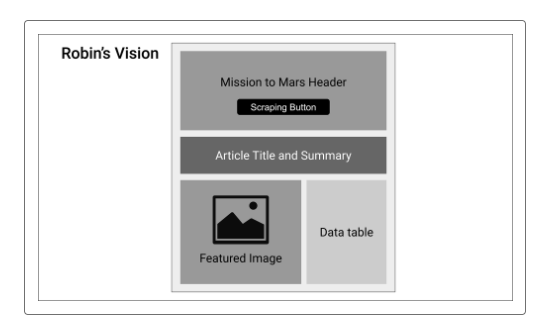 Robin's Vision
Mission to Mars Header
Scraping Button
Article Title and Summary
Featured Image
Data table